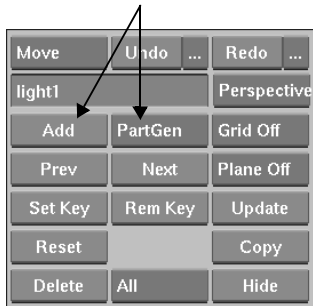 Move Undo ... Redo ...
light1 Perspective
Add PartGen Grid Off
Prev Next Plane Off
Set Key Rem Key Update
Reset Copy
Delete All Hide